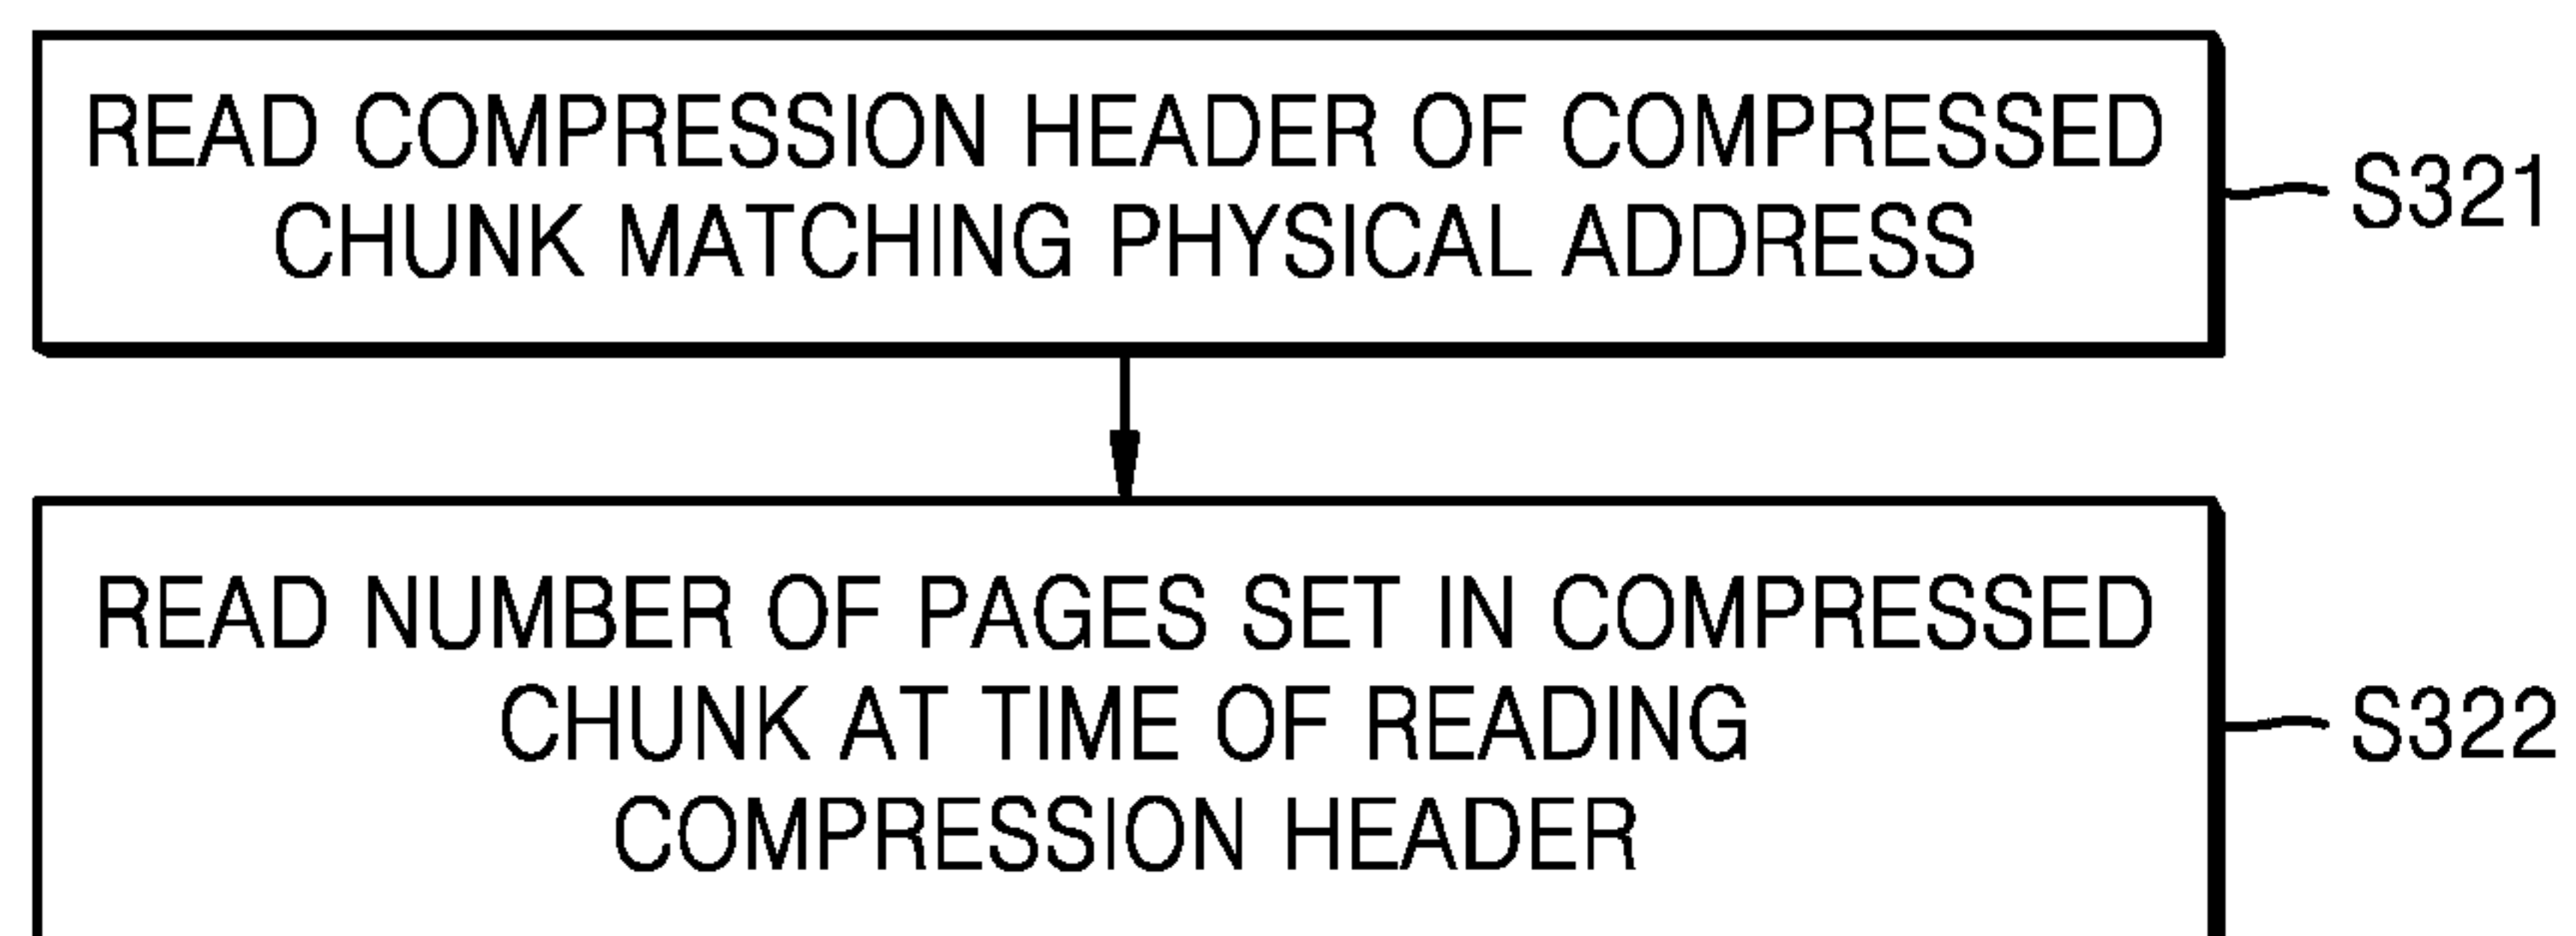 READ COMPRESSION HEADER OF COMPRESSED
CHUNK MATCHING PHYSICAL ADDRESS
S321
READ NUMBER OF PAGES SET IN COMPRESSED
CHUNK AT TIME OF READING
COMPRESSION HEADER
S322